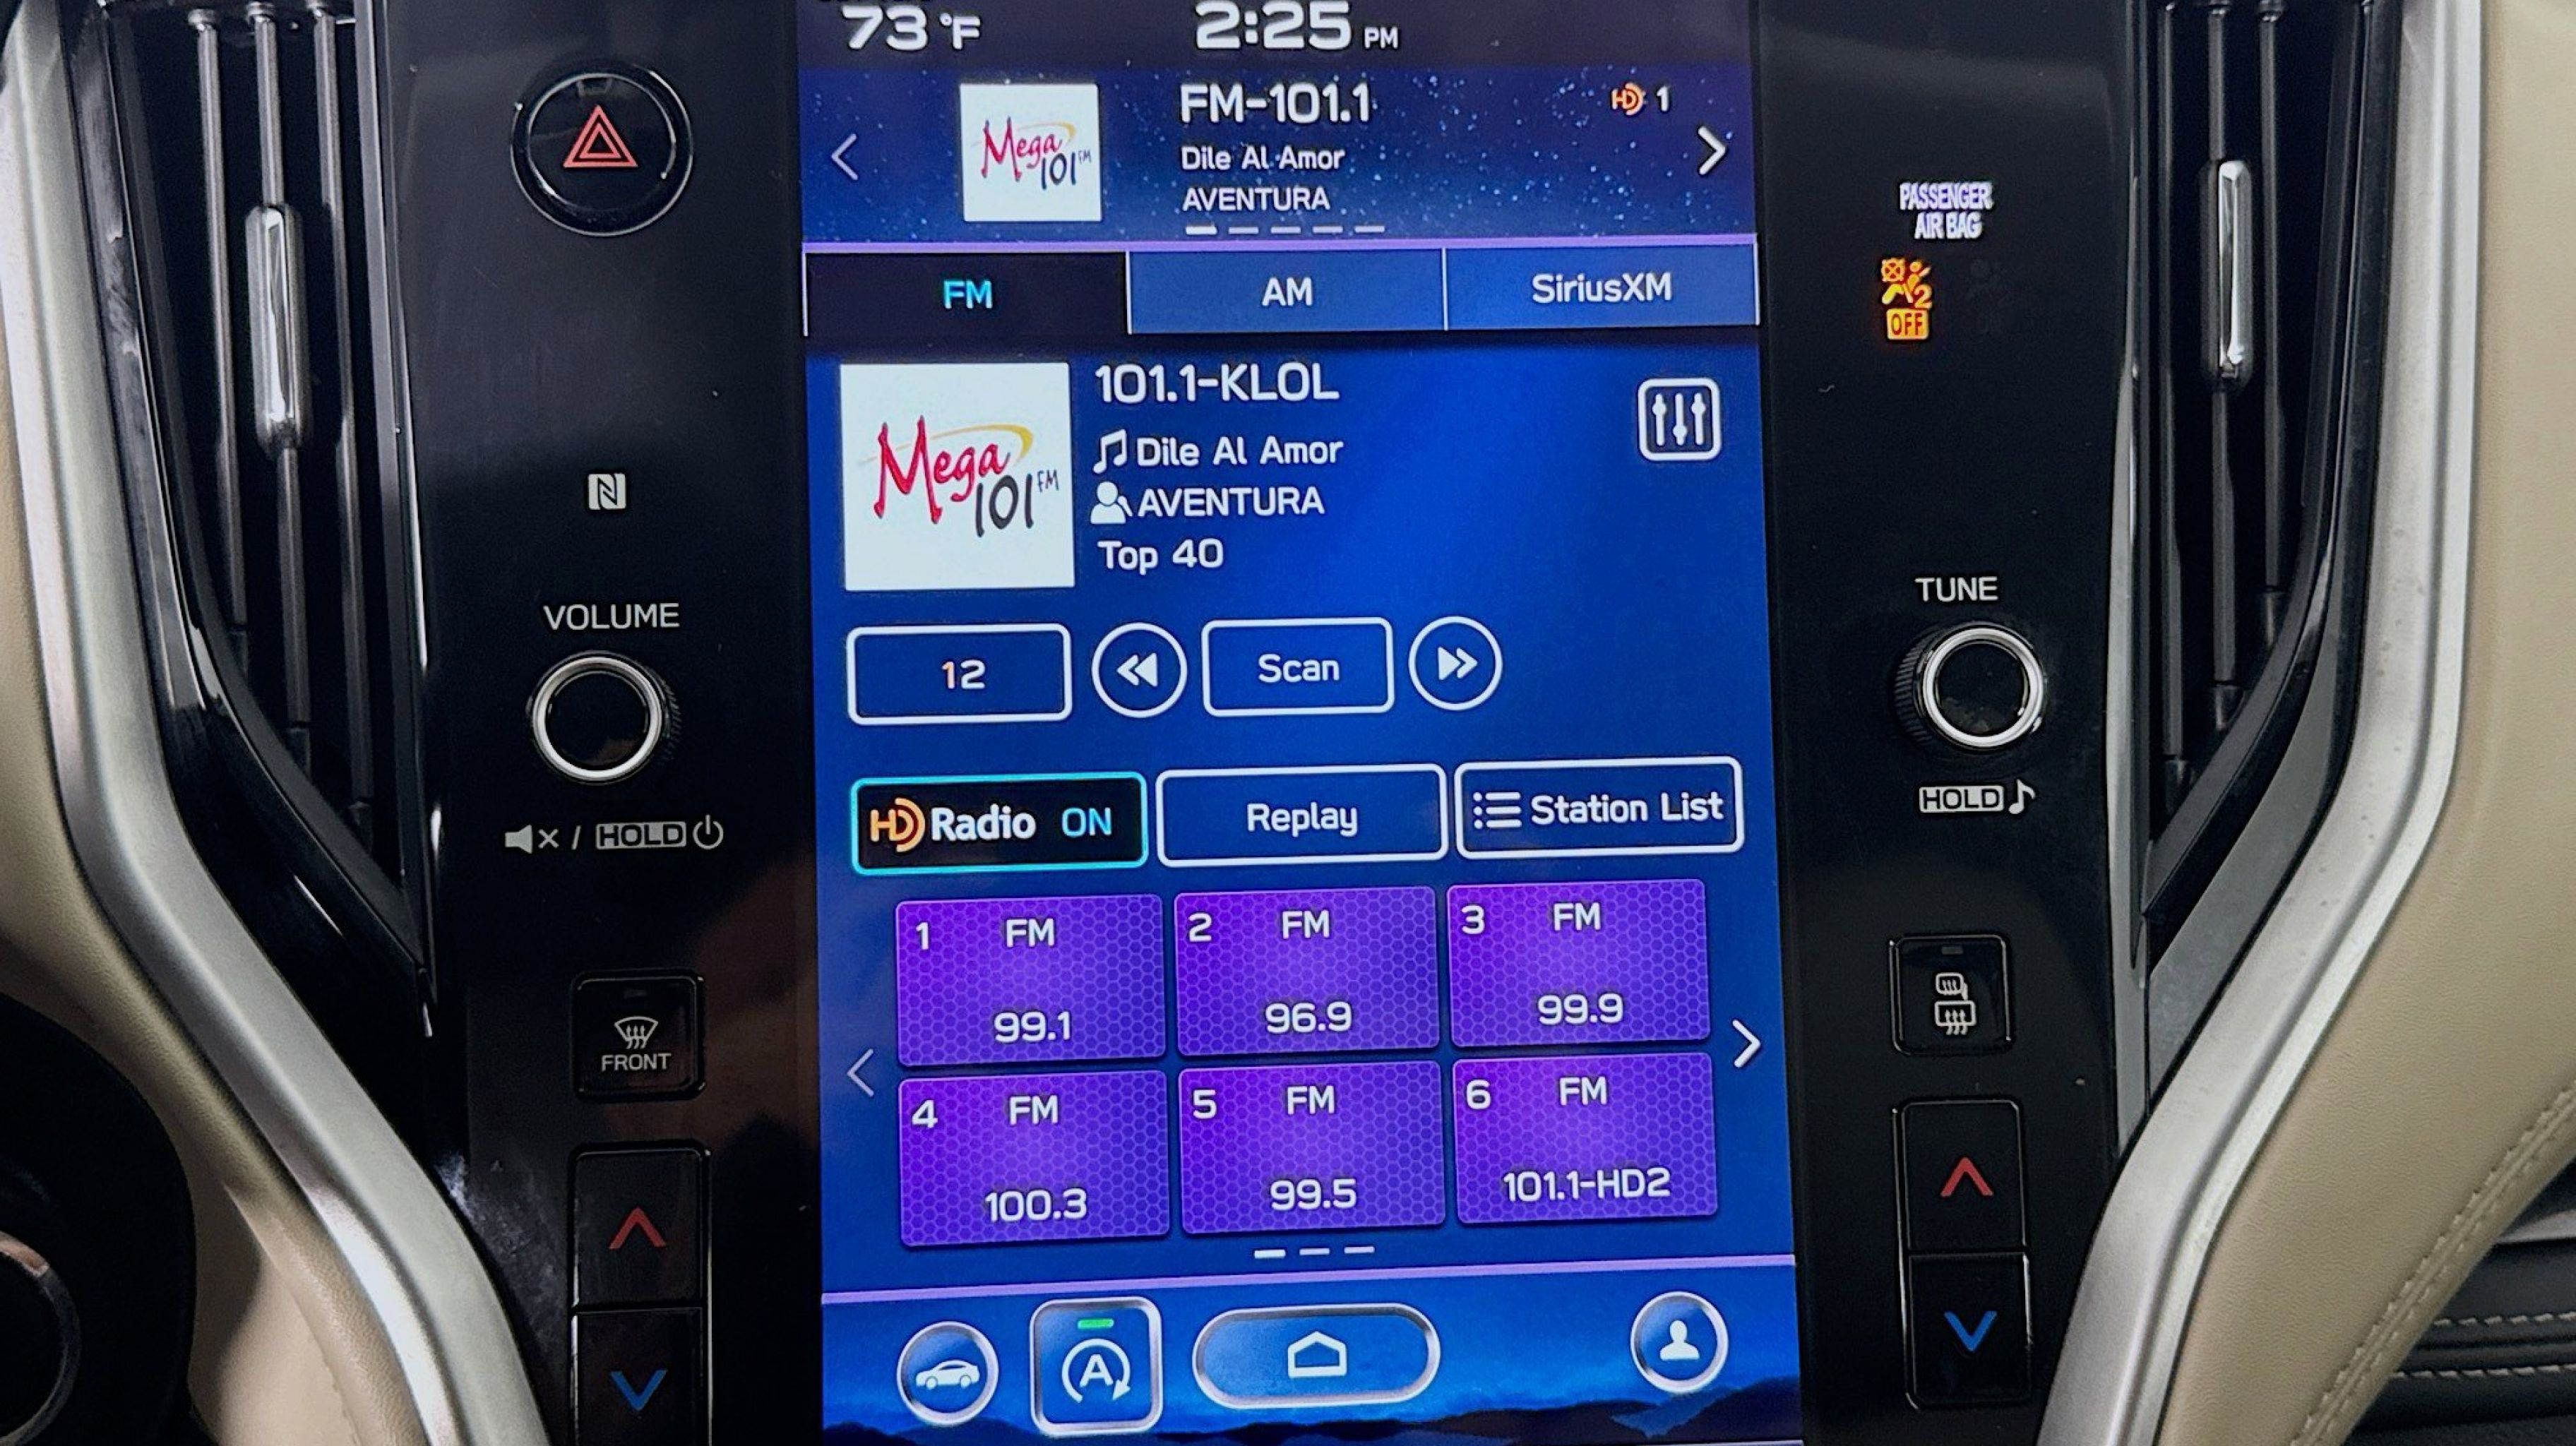 73 °F
2:25 PM
Mega 101 FM
FM-101.1
HD 1
Dile Al Amor
AVENTURA
PASSENGER
AIR BAG
2
OFF
FM
AM
SiriusXM
Mega 101 FM
101.1-KLOL
Dile Al Amor
AVENTURA
Top 40
VOLUME
TUNE
12
Scan
HOLD
HOLD
HD Radio ON
Replay
Station List
1 FM
99.1
2 FM
96.9
3 FM
99.9
FRONT
4 FM
100.3
5 FM
99.5
6 FM
101.1-HD2
A